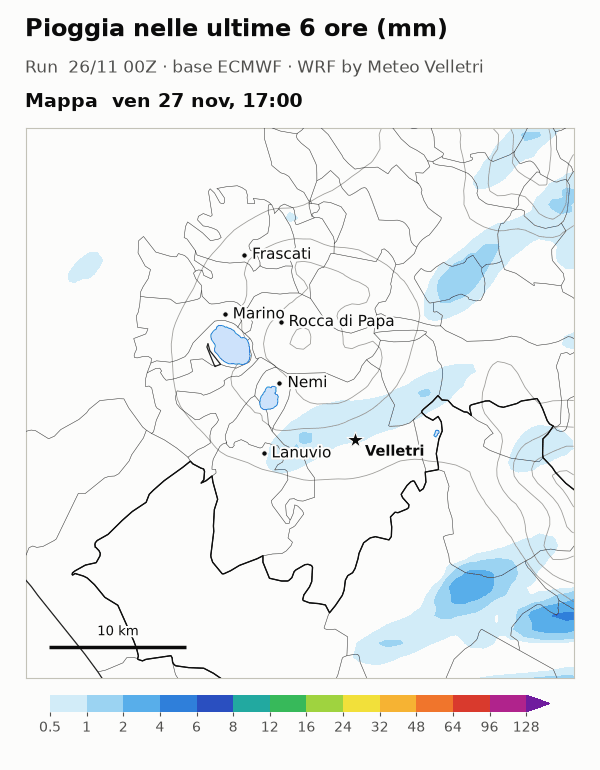 Pioggia nelle ultime 6 ore (mm)
Run  26/11 00Z · base ECMWF · WRF by Meteo Velletri
Mappa  ven 27 nov, 17:00
Frascati
Marino
Rocca di Papa
Nemi
Velletri
Lanuvio
10 km
0.5 1 2 4 6 8 12 16 24 32 48 64 96 128